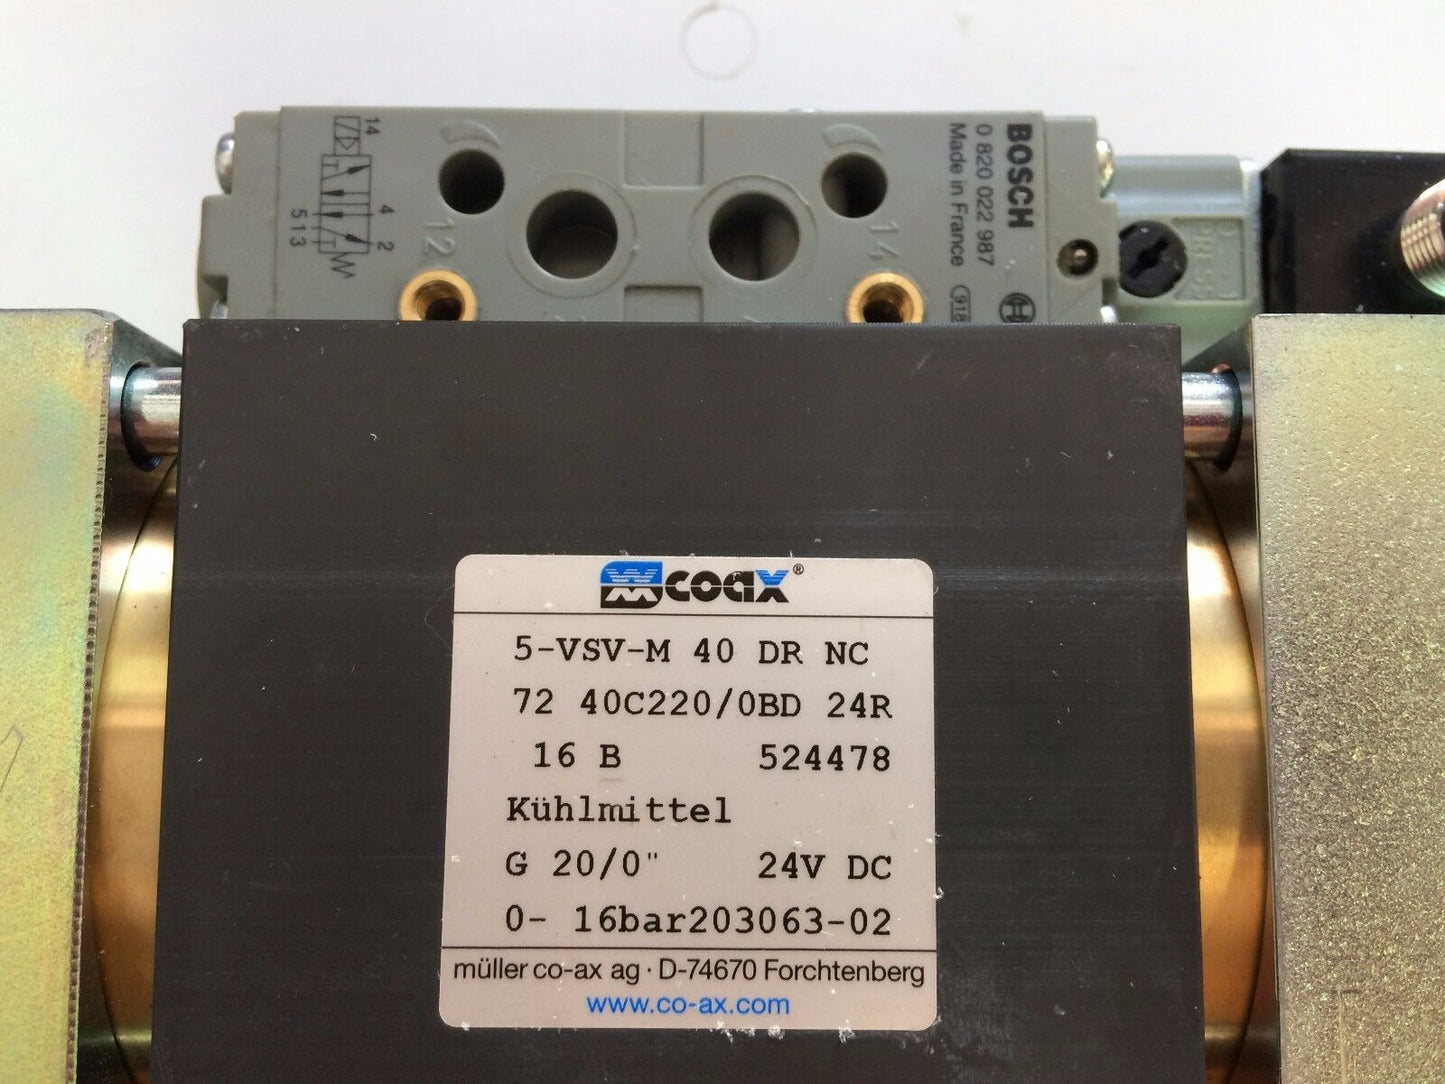 14
4 2
5 1 3
12
14
BOSCH
0 820 022 987
Made in France
918
PRESS
coax®
5-VSV-M 40 DR NC
72 40C220/0BD 24R
16 B 524478
Kühlmittel
G 20/0" 24V DC
0- 16bar203063-02
müller co-ax ag · D-74670 Forchtenberg
www.co-ax.com